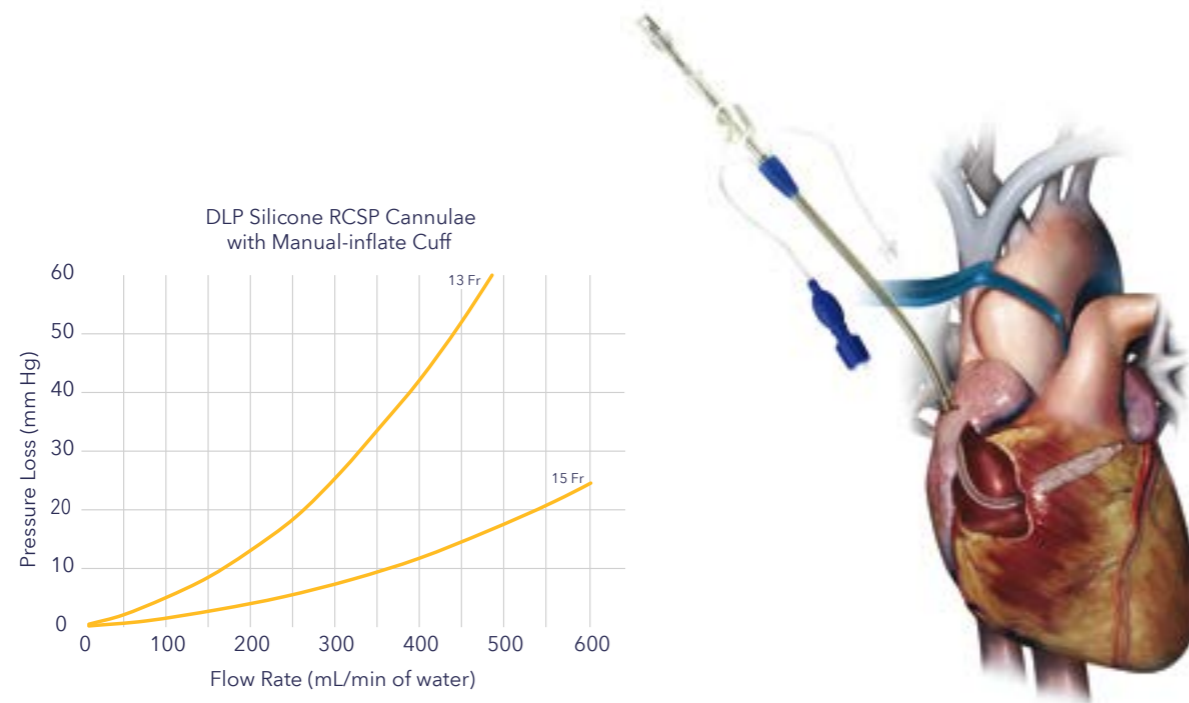 DLP Silicone RCSP Cannulae
with Manual-inflate Cuff
Pressure Loss (mm Hg)
60
50
40
30
20
10
0
13 Fr
15 Fr
0 100 200 300 400 500 600
Flow Rate (mL/min of water)